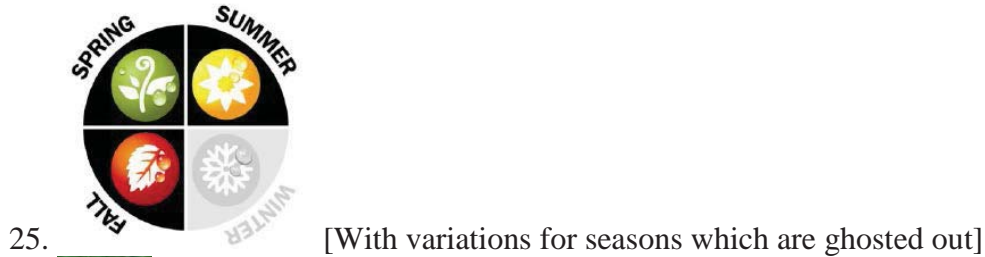 SPRING
SUMMER
FALL
WINTER
25. [With variations for seasons which are ghosted out]